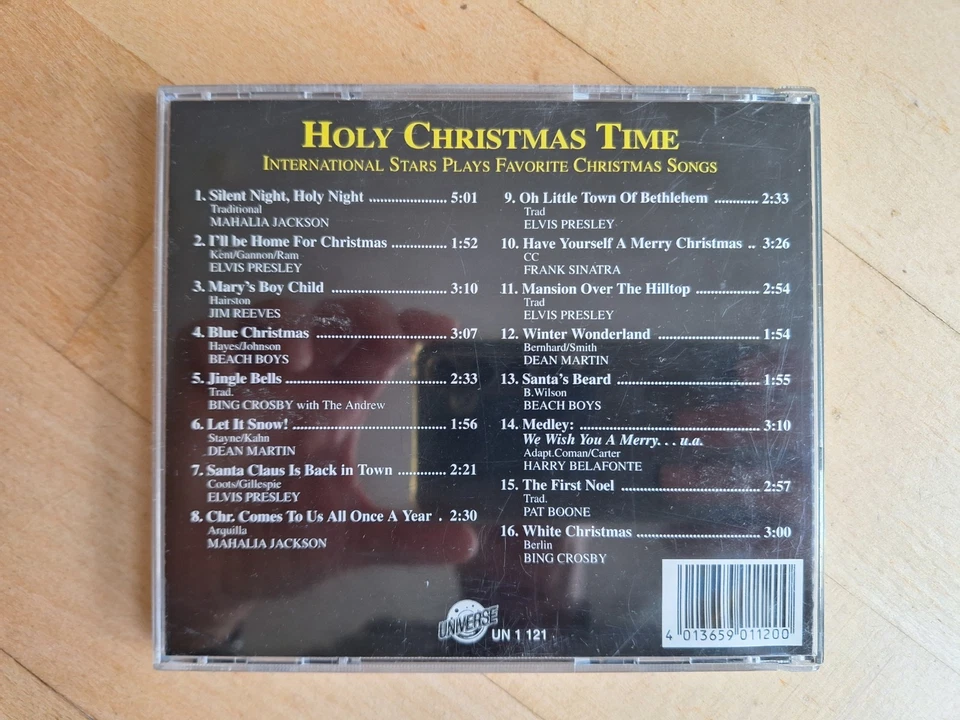 HOLY CHRISTMAS TIME
INTERNATIONAL STARS PLAYS FAVORITE CHRISTMAS SONGS
1. Silent Night, Holy Night ..................... 5:01
Traditional
MAHALIA JACKSON
2. I'll be Home For Christmas .............. 1:52
Kent/Gannon/Ram
ELVIS PRESLEY
3. Mary's Boy Child .............................. 3:10
Hairston
JIM REEVES
4. Blue Christmas .................................. 3:07
Hayes/Johnson
BEACH BOYS
5. Jingle Bells .......................................... 2:33
Trad.
BING CROSBY with The Andrew
6. Let It Snow! ........................................ 1:56
Stayne/Kahn
DEAN MARTIN
7. Santa Claus Is Back in Town ............ 2:21
Coots/Gillespie
ELVIS PRESLEY
8. Chr. Comes To Us All Once A Year . 2:30
Arquilla
MAHALIA JACKSON
9. Oh Little Town Of Bethlehem ........... 2:33
Trad
ELVIS PRESLEY
10. Have Yourself A Merry Christmas .. 3:26
CC
FRANK SINATRA
11. Mansion Over The Hilltop ................ 2:54
Trad
ELVIS PRESLEY
12. Winter Wonderland .......................... 1:54
Bernhard/Smith
DEAN MARTIN
13. Santa's Beard ..................................... 1:55
B.Wilson
BEACH BOYS
14. Medley: ............................................... 3:10
We Wish You A Merry. . . u.a.
Adapt.Coman/Carter
HARRY BELAFONTE
15. The First Noel .................................... 2:57
Trad.
PAT BOONE
16. White Christmas ................................ 3:00
Berlin
BING CROSBY
UNIVERSE
UN 1 121
4 013659 011200